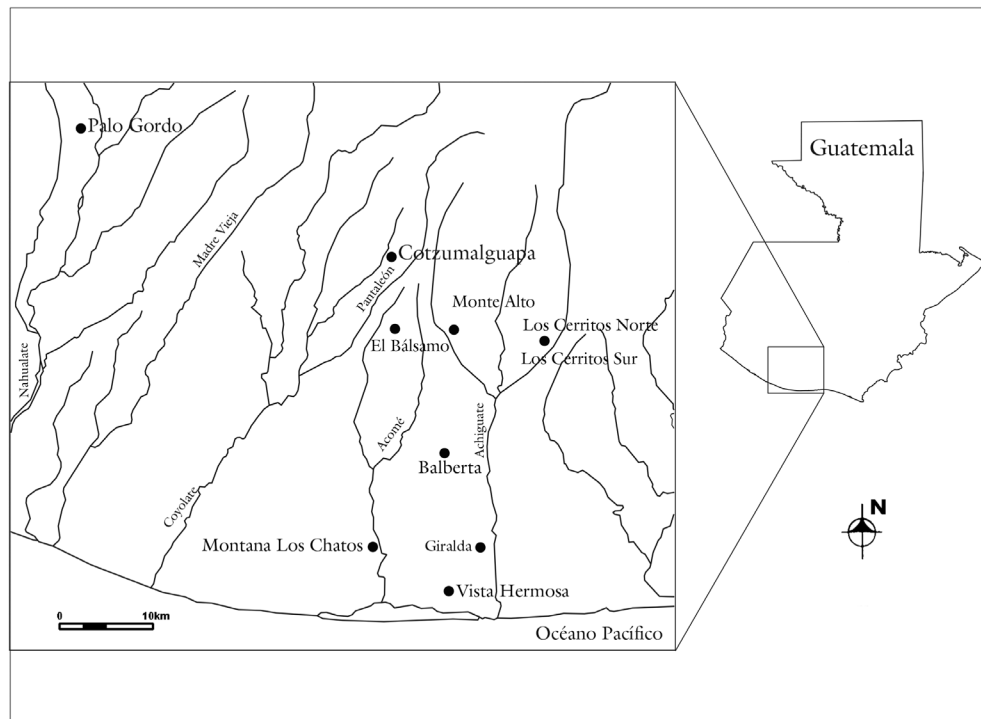 Palo Gordo
Guatemala
Madre Vieja
Cotzumalguapa
Pantaleón
Monte Alto
Los Cerritos Norte
El Bálsamo
Los Cerritos Sur
Nahualate
Acomé
Achiguate
Balberta
Coyolate
N
Montana Los Chatos
Giralda
Vista Hermosa
0 10km
Océano Pacífico